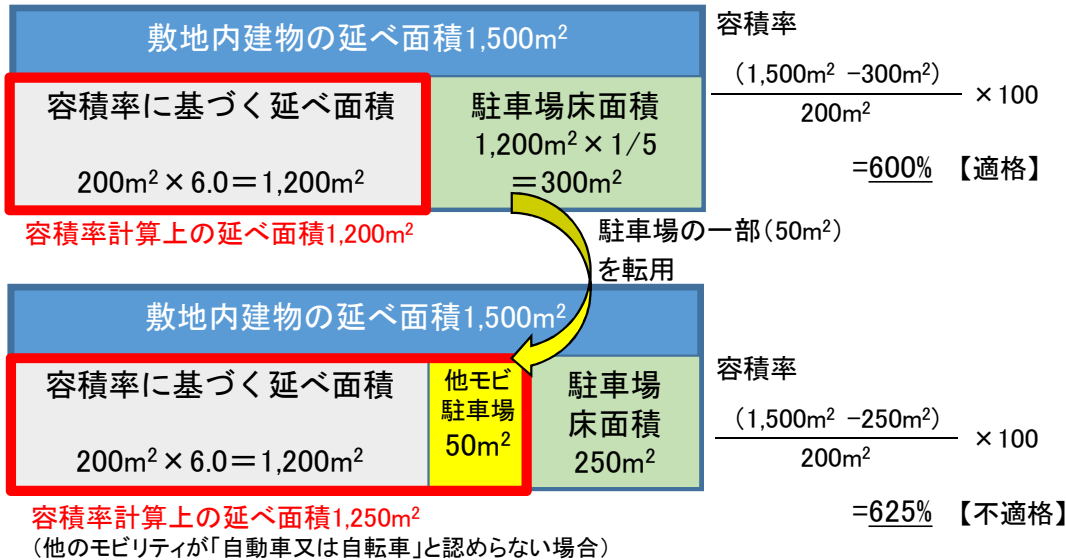 敷地内建物の延べ面積1,500m²
容積率に基づく延べ面積
200m²×6.0＝1,200m²
駐車場床面積
1,200m²×1/5
＝300m²
容積率計算上の延べ面積1,200m²
容積率
（1,500m² －300m²）
200m²
×100
=600% 【適格】
駐車場の一部（50m²）
を転用
敷地内建物の延べ面積1,500m²
容積率に基づく延べ面積
200m²×6.0＝1,200m²
他モビ
駐車場
50m²
駐車場
床面積
250m²
容積率計算上の延べ面積1,250m²
（他のモビリティが「自動車又は自転車」と認めらない場合）
容積率
（1,500m² －250m²）
200m²
×100
=625% 【不適格】